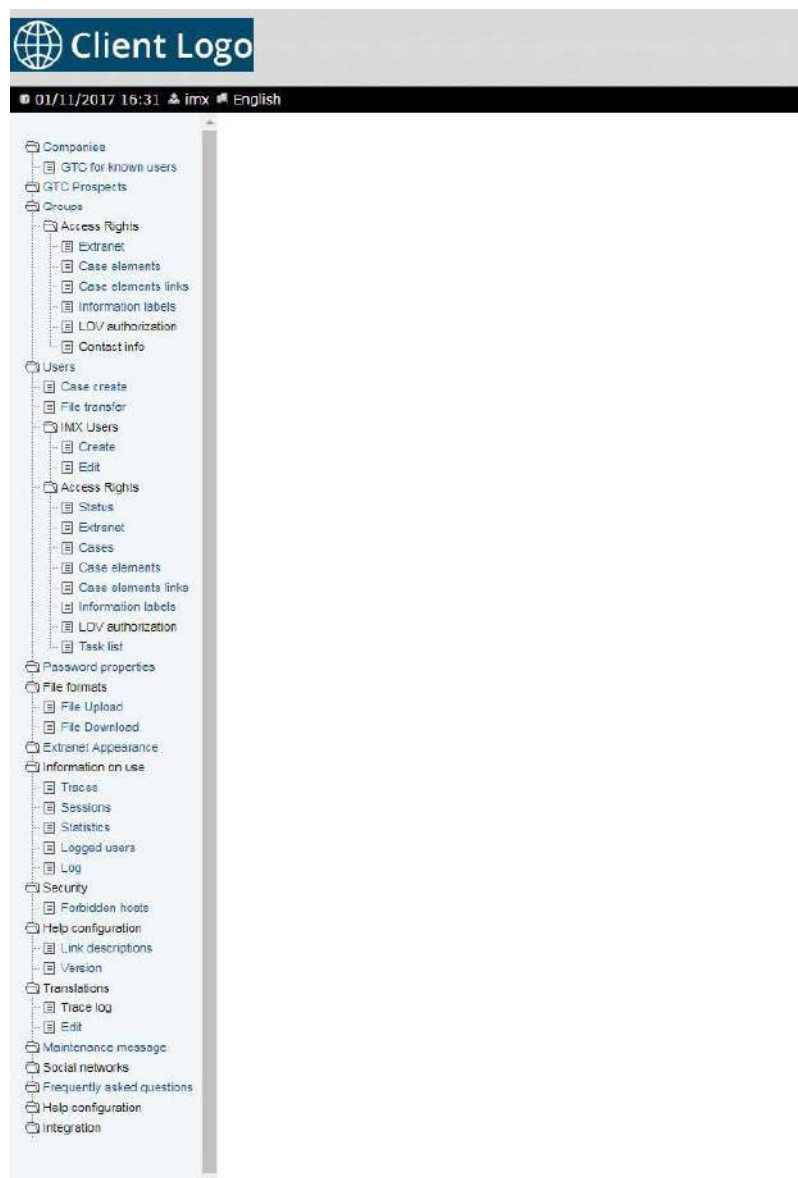 Client Logo
01/11/2017 16:31 imx English
Companies
GTC for known users
GTC Prospects
Groups
Access Rights
Extranet
Case elements
Case elements links
Information labels
LOV authorization
Contact info
Users
Case create
File transfer
IMX Users
Create
Edit
Access Rights
Status
Extranet
Cases
Case elements
Case elements links
Information labels
LOV authorization
Task list
Password properties
File formats
File Upload
File Download
Extranet Appearance
Information on use
Traces
Sessions
Statistics
Logged users
Log
Security
Forbidden hosts
Help configuration
Link descriptions
Version
Translations
Trace log
Edit
Maintenance message
Social networks
Frequently asked questions
Help configuration
Integration